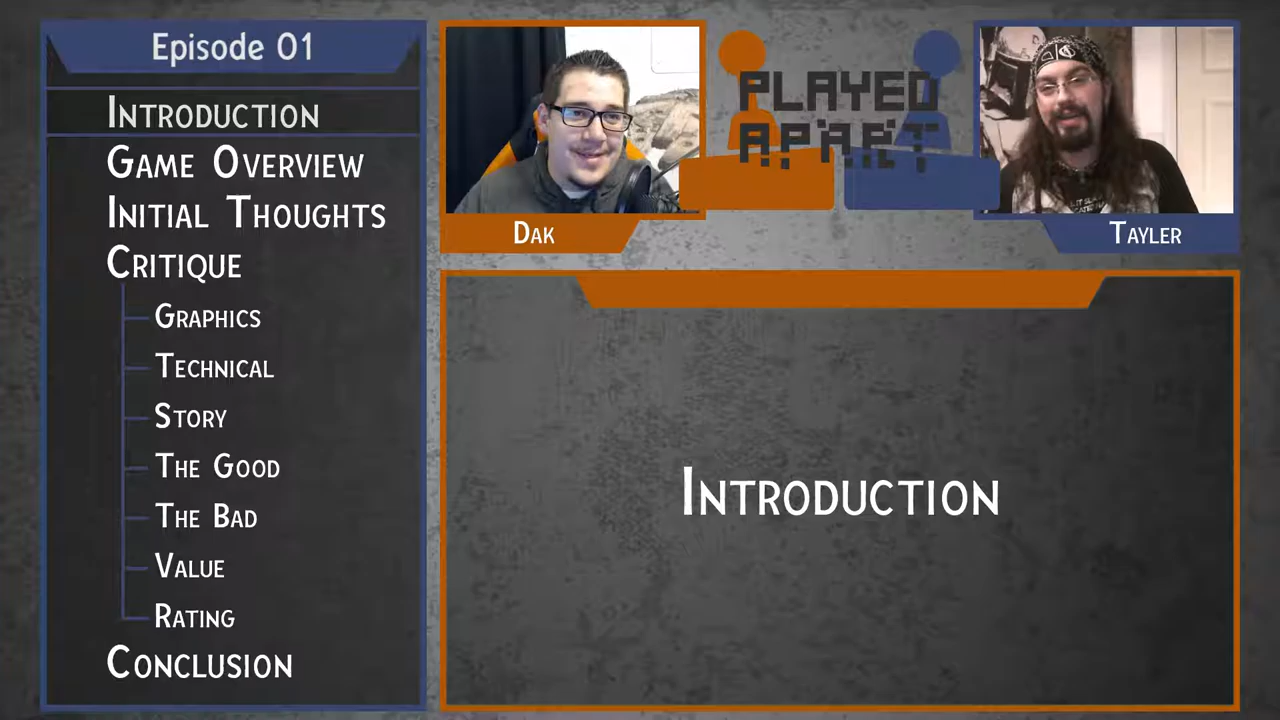 Episode 01
Introduction
Game Overview
Initial Thoughts
Critique
Graphics
Technical
Story
The Good
The Bad
Value
Rating
Conclusion
PLAYED
APART
Dak
Tayler
Introduction